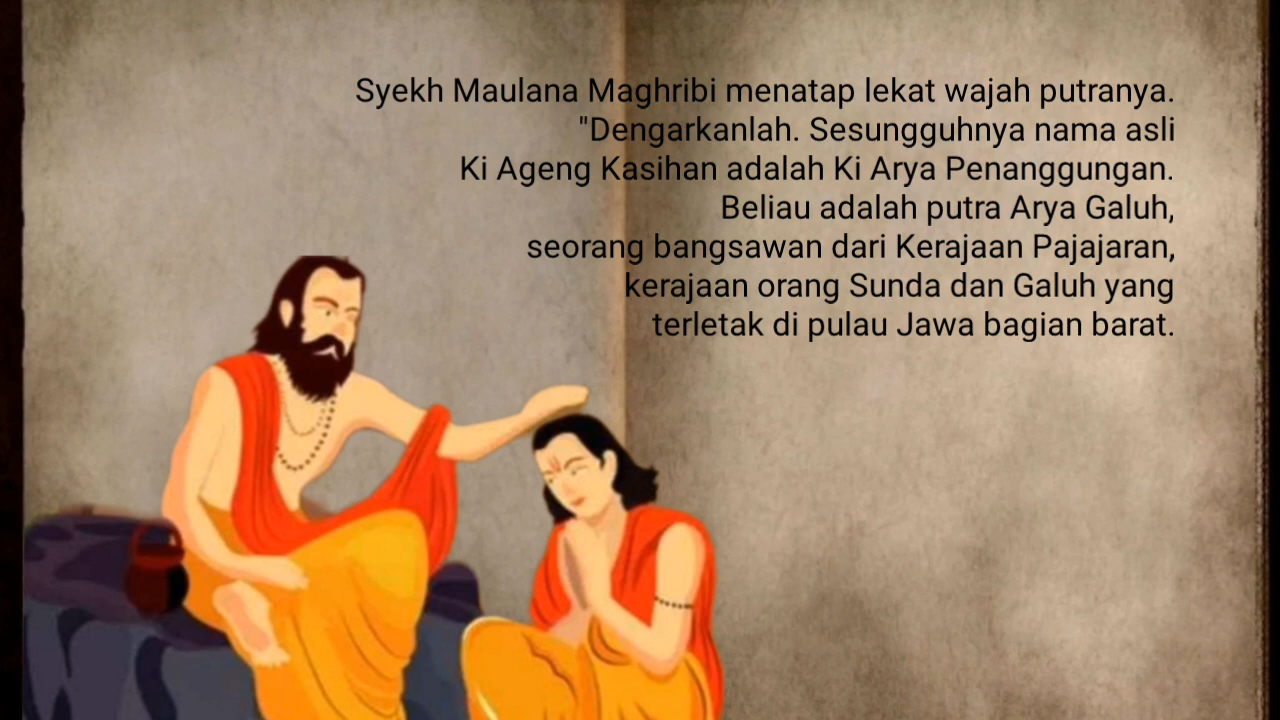 Syekh Maulana Maghribi menatap lekat wajah putranya.
"Dengarkanlah. Sesungguhnya nama asli
Ki Ageng Kasihan adalah Ki Arya Penanggungan.
Beliau adalah putra Arya Galuh,
seorang bangsawan dari Kerajaan Pajajaran,
kerajaan orang Sunda dan Galuh yang
terletak di pulau Jawa bagian barat.